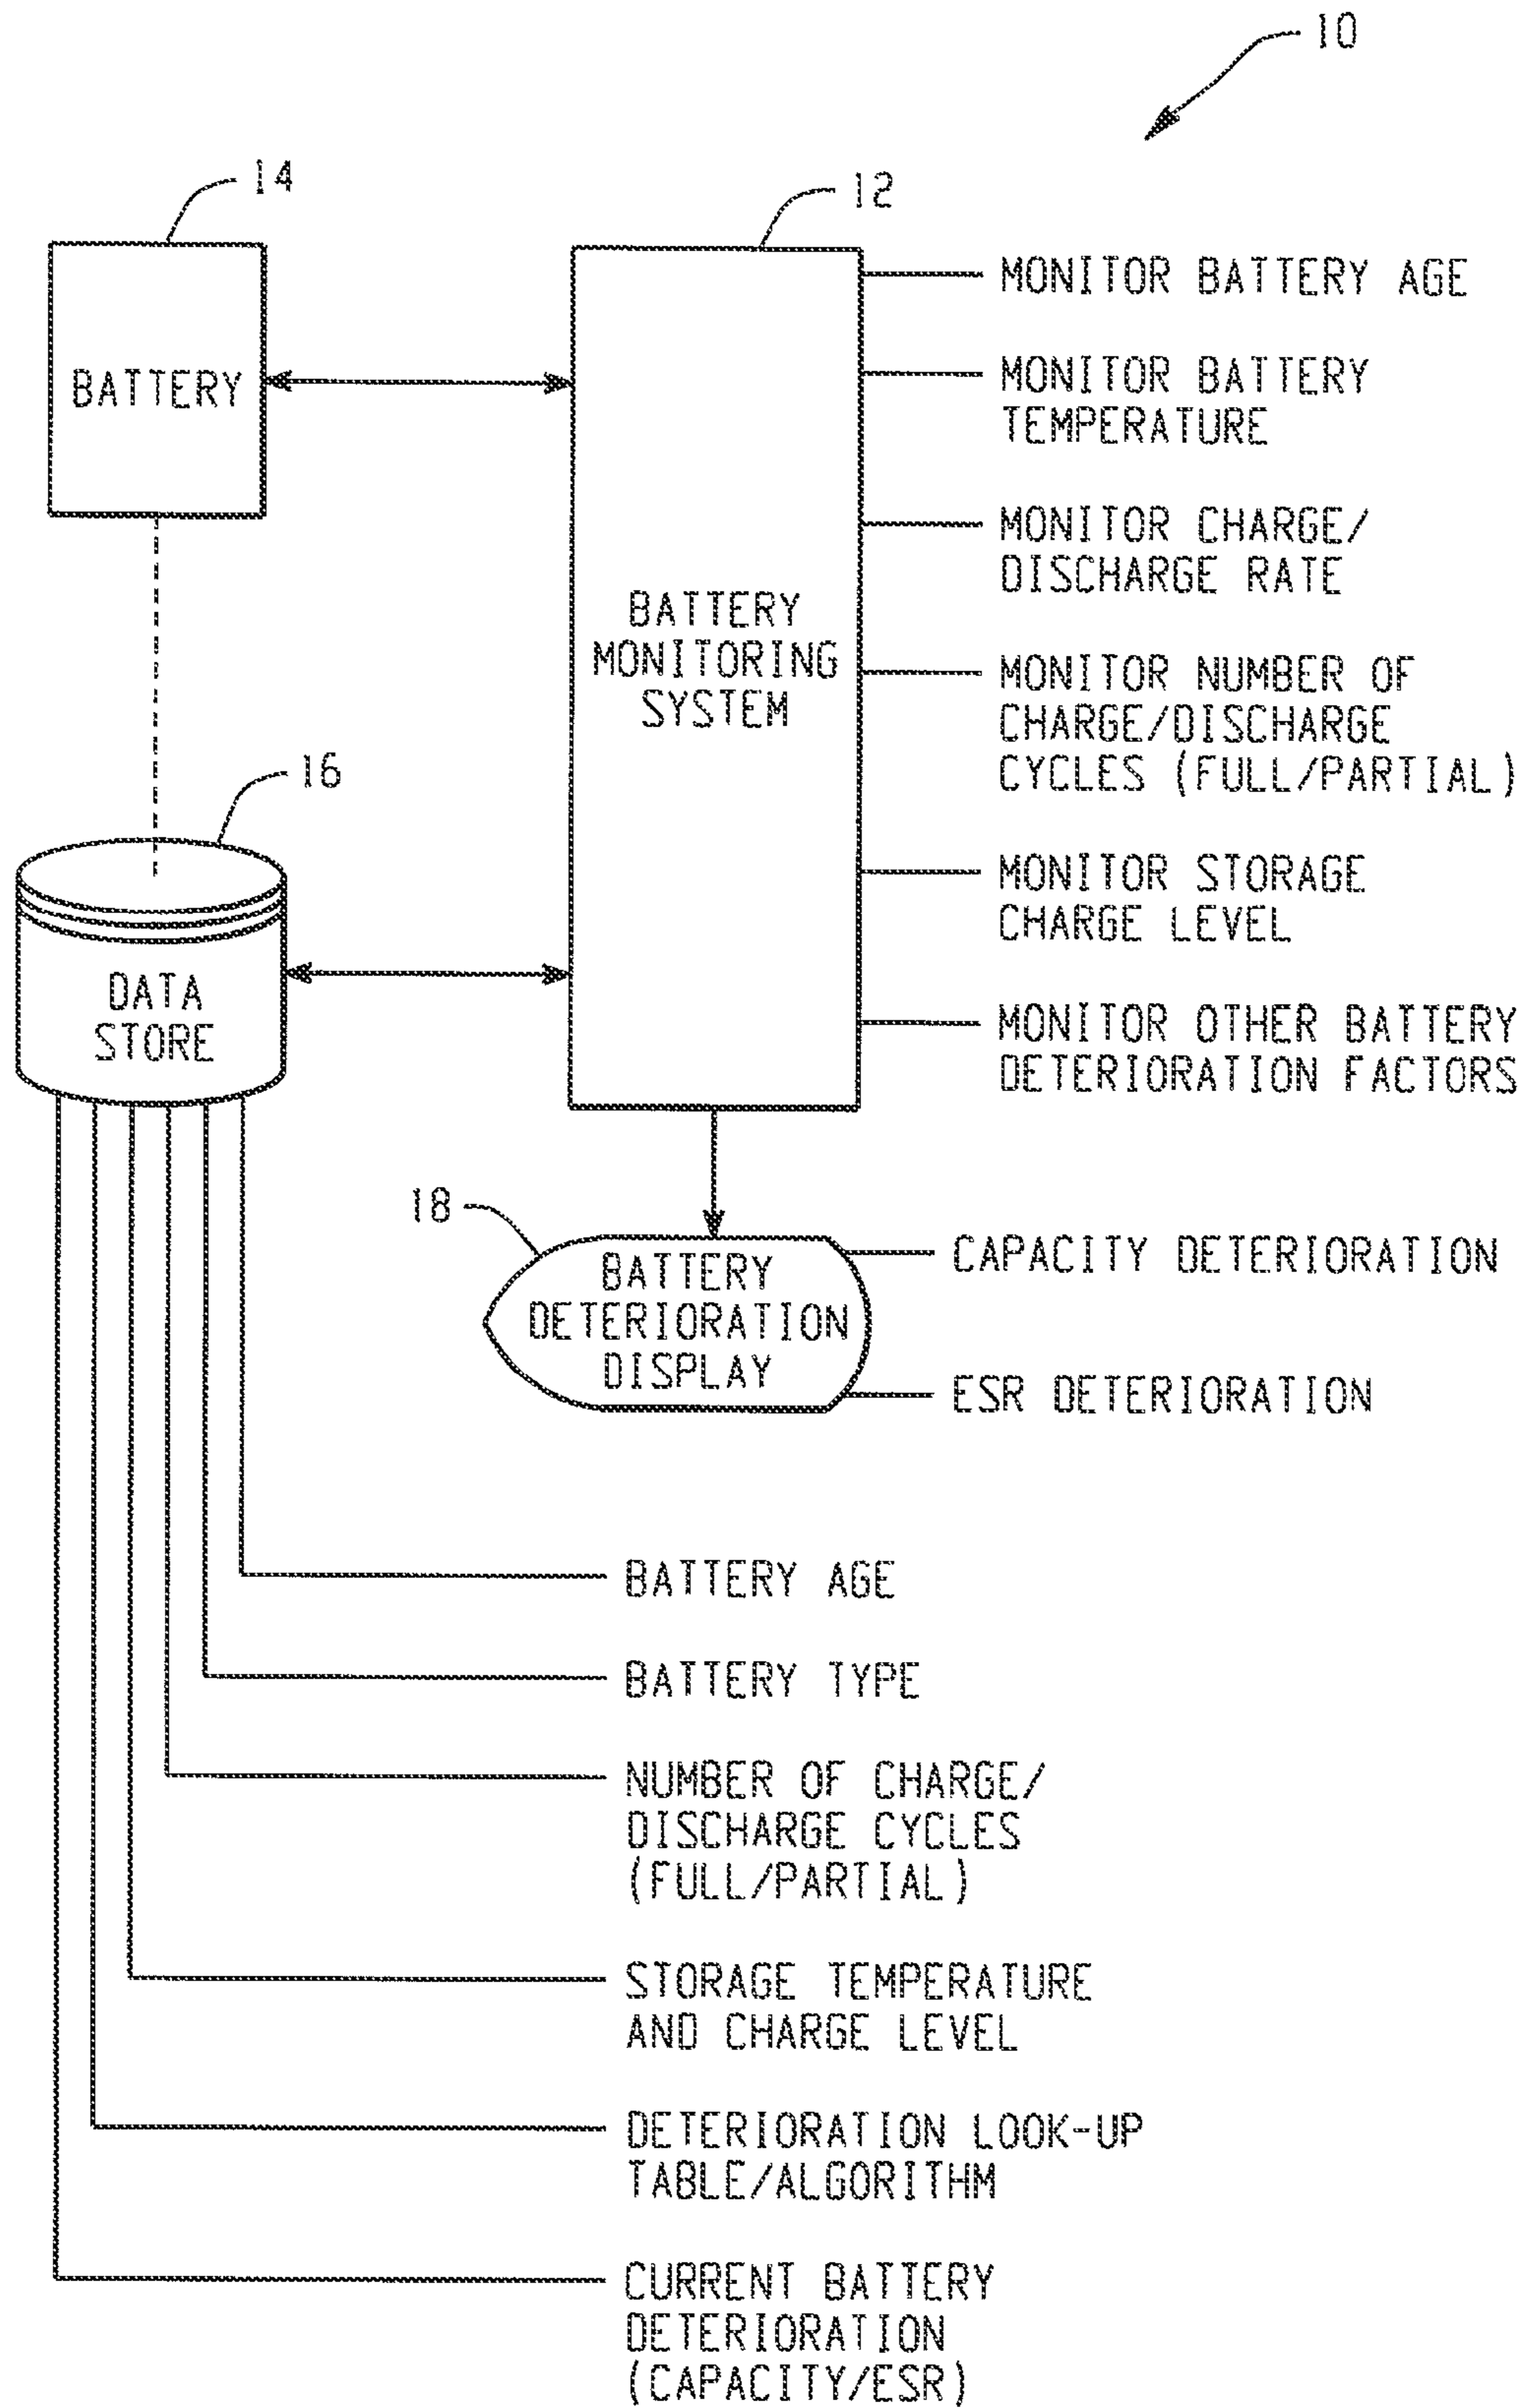 10
14
12
BATTERY
BATTERY
MONITORING
SYSTEM
MONITOR BATTERY AGE
MONITOR BATTERY
TEMPERATURE
MONITOR CHARGE/
DISCHARGE RATE
MONITOR NUMBER OF
CHARGE/DISCHARGE
CYCLES (FULL/PARTIAL)
MONITOR STORAGE
CHARGE LEVEL
MONITOR OTHER BATTERY
DETERIORATION FACTORS
16
DATA
STORE
18
BATTERY
DETERIORATION
DISPLAY
CAPACITY DETERIORATION
ESR DETERIORATION
BATTERY AGE
BATTERY TYPE
NUMBER OF CHARGE/
DISCHARGE CYCLES
(FULL/PARTIAL)
STORAGE TEMPERATURE
AND CHARGE LEVEL
DETERIORATION LOOK-UP
TABLE/ALGORITHM
CURRENT BATTERY
DETERIORATION
(CAPACITY/ESR)